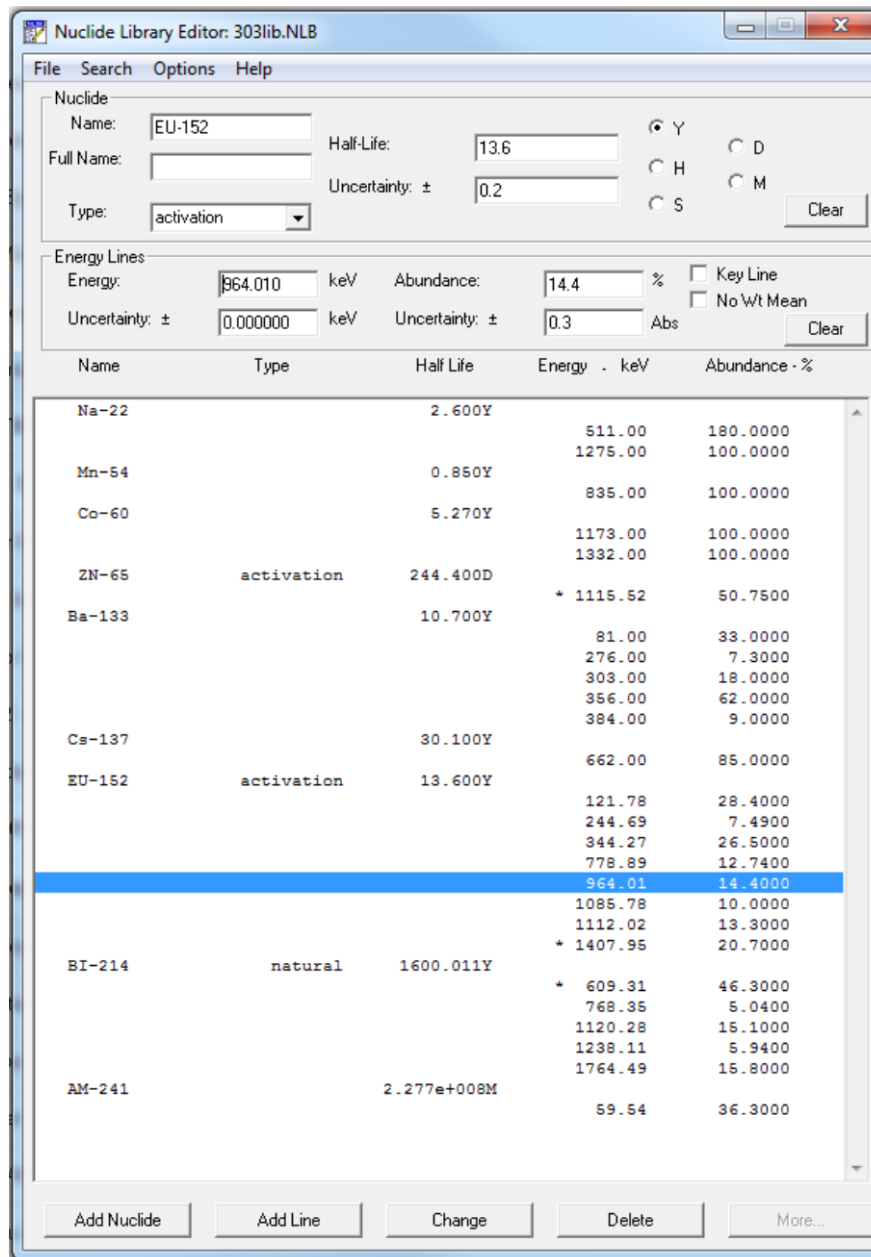 Nuclide Library Editor: 303lib.NLB
File Search Options Help
Nuclide
Name: EU-152
Full Name:
Half-Life: 13.6
Uncertainty: ± 0.2
Y
H
S
D
M
Type: activation
Clear
Energy Lines
Energy: 964.010 keV Abundance: 14.4 % Key Line
No Wt Mean
Uncertainty: ± 0.000000 keV Uncertainty: ± 0.3 Abs Clear
Name Type Half Life Energy . keV Abundance - %
Na-22 2.600Y
511.00 180.0000
1275.00 100.0000
Mn-54 0.850Y
835.00 100.0000
Co-60 5.270Y
1173.00 100.0000
1332.00 100.0000
ZN-65 activation 244.400D
* 1115.52 50.7500
Ba-133 10.700Y
81.00 33.0000
276.00 7.3000
303.00 18.0000
356.00 62.0000
384.00 9.0000
Cs-137 30.100Y
662.00 85.0000
EU-152 activation 13.600Y
121.78 28.4000
244.69 7.4900
344.27 26.5000
778.89 12.7400
964.01 14.4000
1085.78 10.0000
1112.02 13.3000
* 1407.95 20.7000
BI-214 natural 1600.011Y
* 609.31 46.3000
768.35 5.0400
1120.28 15.1000
1238.11 5.9400
1764.49 15.8000
AM-241 2.277e+008M
59.54 36.3000
Add Nuclide Add Line Change Delete More...